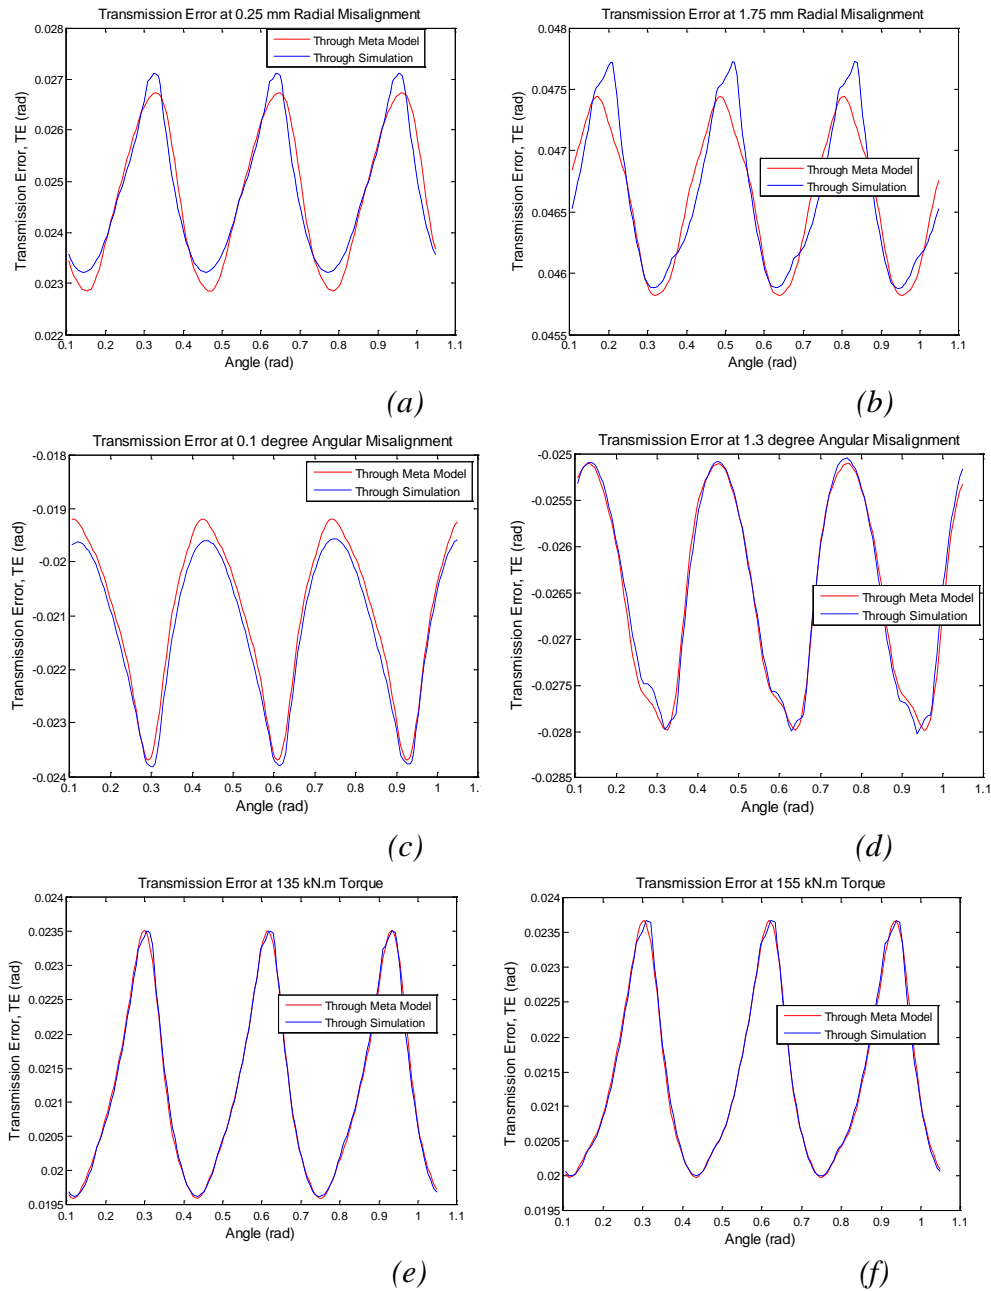 Transmission Error at 0.25 mm Radial Misalignment
0.028
0.027
0.026
0.025
0.024
0.023
0.022
Transmission Error, TE (rad)
Through Meta Model
Through Simulation
0.1 0.2 0.3 0.4 0.5 0.6 0.7 0.8 0.9 1 1.1
Angle (rad)
(a)
Transmission Error at 1.75 mm Radial Misalignment
0.048
0.0475
0.047
0.0465
0.046
0.0455
Transmission Error, TE (rad)
Through Meta Model
Through Simulation
0.1 0.2 0.3 0.4 0.5 0.6 0.7 0.8 0.9 1 1.1
Angle (rad)
(b)
Transmission Error at 0.1 degree Angular Misalignment
-0.018
-0.019
-0.02
-0.021
-0.022
-0.023
-0.024
Transmission Error, TE (rad)
Through Meta Model
Through Simulation
0.1 0.2 0.3 0.4 0.5 0.6 0.7 0.8 0.9 1 1.
Angle (rad)
(c)
Transmission Error at 1.3 degree Angular Misalignment
-0.025
-0.0255
-0.026
-0.0265
-0.027
-0.0275
-0.028
-0.0285
Transmission Error, TE (rad)
Through Meta Model
Through Simulation
0.1 0.2 0.3 0.4 0.5 0.6 0.7 0.8 0.9 1 1.1
Angle (rad)
(d)
Transmission Error at 135 kN.m Torque
0.024
0.0235
0.023
0.0225
0.022
0.0215
0.021
0.0205
0.02
0.0195
Transmission Error, TE (rad)
Through Meta Model
Through Simulation
0.1 0.2 0.3 0.4 0.5 0.6 0.7 0.8 0.9 1 1.1
Angle (rad)
(e)
Transmission Error at 155 kN.m Torque
0.024
0.0235
0.023
0.0225
0.022
0.0215
0.021
0.0205
0.02
0.0195
Transmission Error, TE (rad)
Through Meta Model
Through Simulation
0.1 0.2 0.3 0.4 0.5 0.6 0.7 0.8 0.9 1 1.1
Angle (rad)
(f)